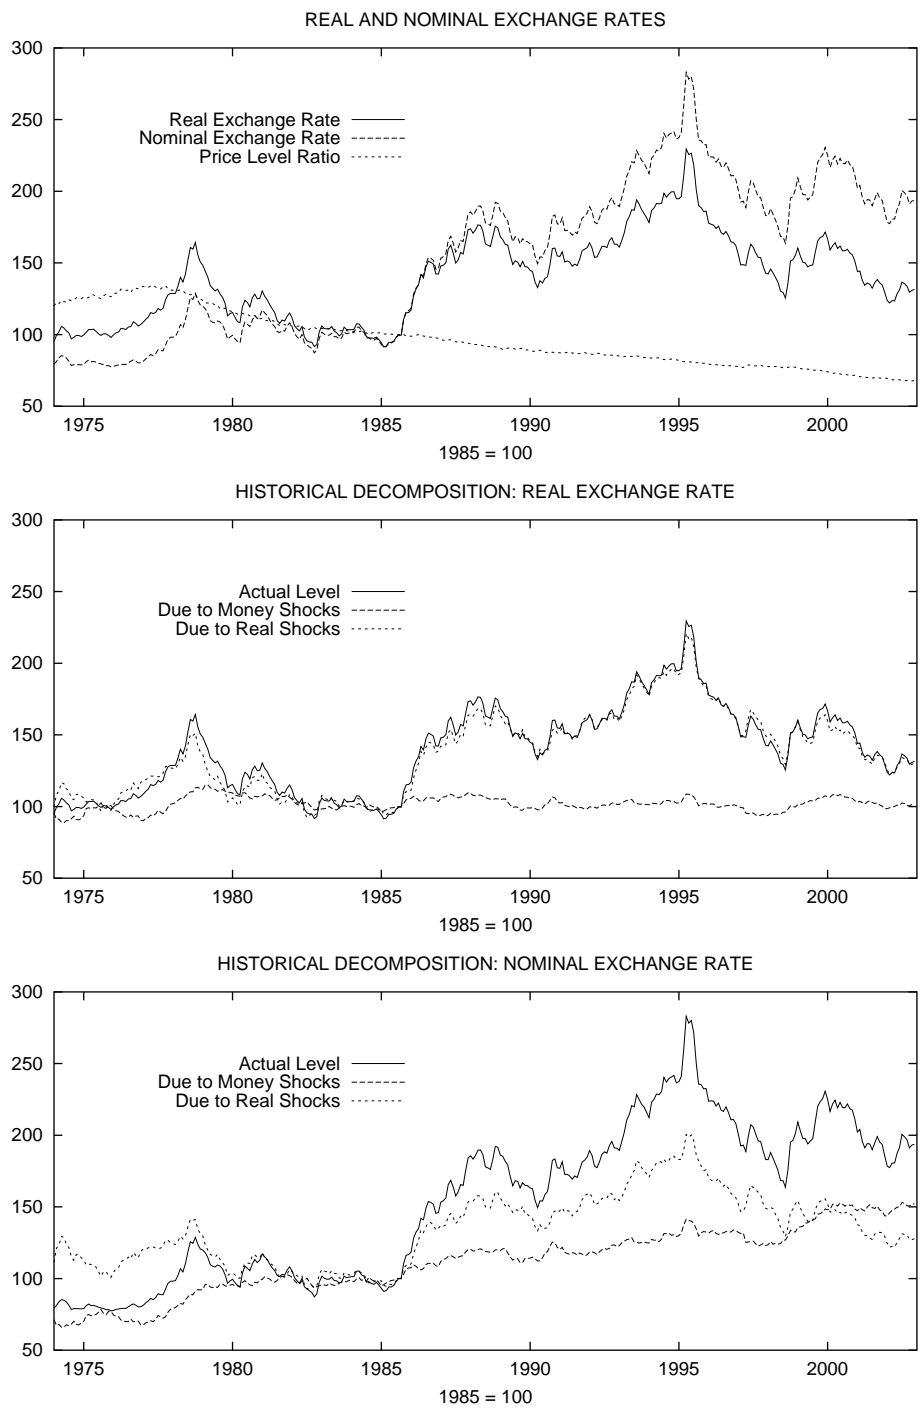 REAL AND NOMINAL EXCHANGE RATES
300
250
Real Exchange Rate
Nominal Exchange Rate
Price Level Ratio
200
150
100
50
1975 1980 1985 1990 1995 2000
1985 = 100
HISTORICAL DECOMPOSITION: REAL EXCHANGE RATE
300
250
Actual Level
Due to Money Shocks
Due to Real Shocks
200
150
100
50
1975 1980 1985 1990 1995 2000
1985 = 100
HISTORICAL DECOMPOSITION: NOMINAL EXCHANGE RATE
300
250
Actual Level
Due to Money Shocks
Due to Real Shocks
200
150
100
50
1975 1980 1985 1990 1995 2000
1985 = 100